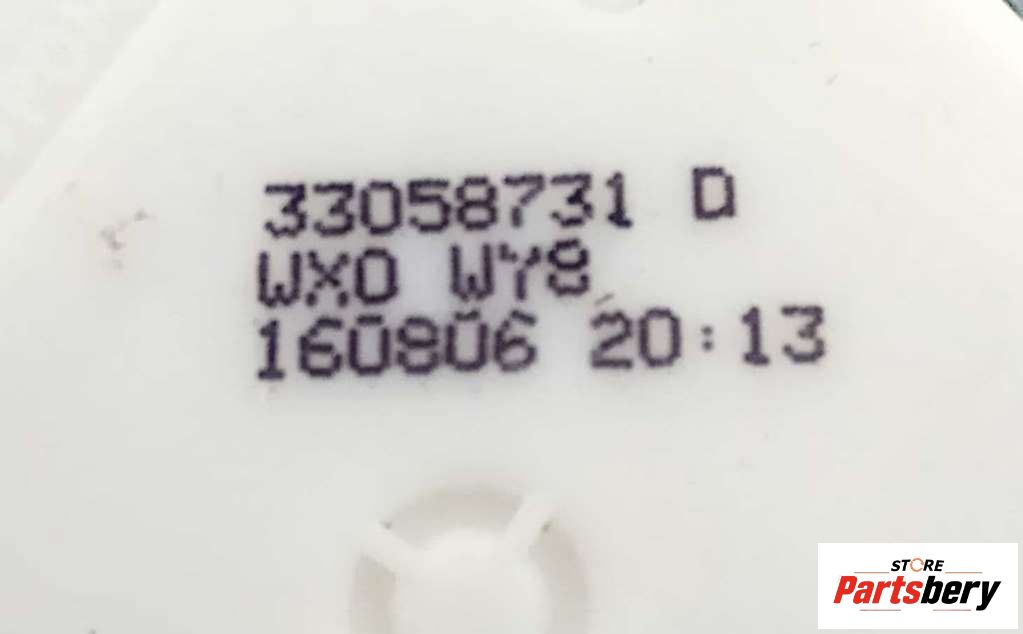 33058731 D
WX0 WY8
160806 20:13
STORE
Partsbery